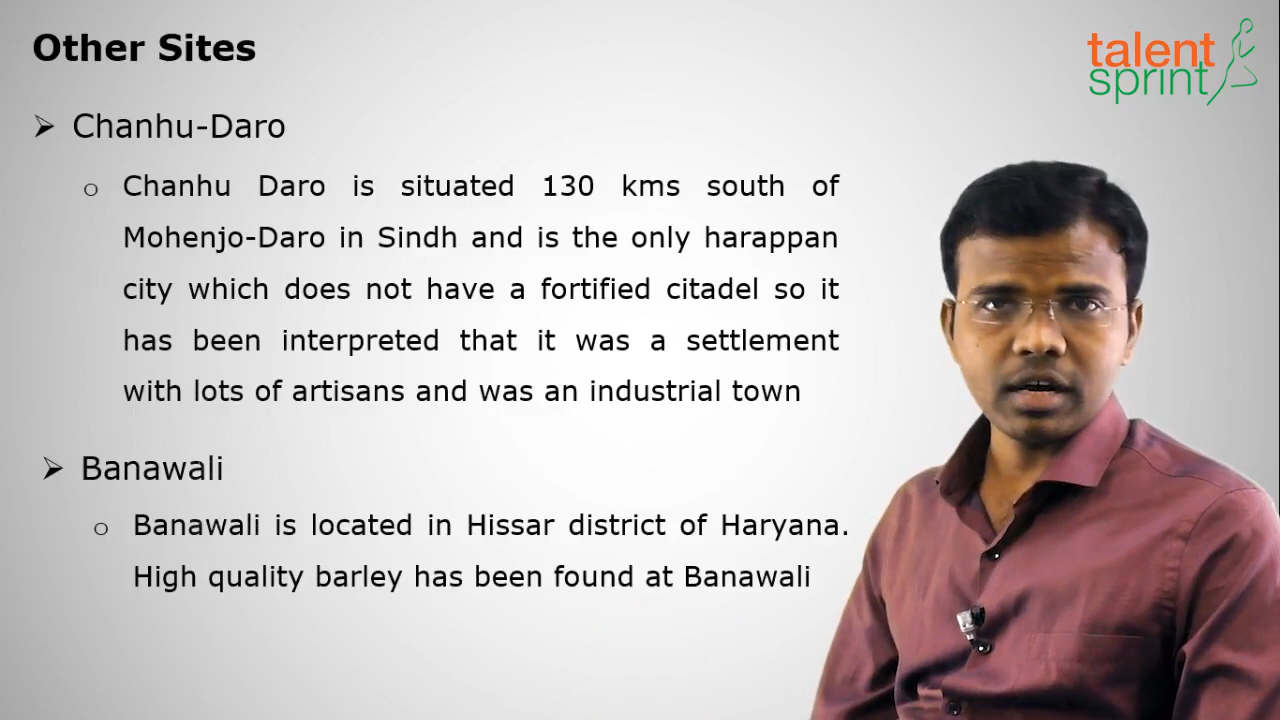 Other Sites
talent
sprint
Chanhu-Daro
Chanhu Daro is situated 130 kms south of
Mohenjo-Daro in Sindh and is the only harappan
city which does not have a fortified citadel so it
has been interpreted that it was a settlement
with lots of artisans and was an industrial town
Banawali
Banawali is located in Hissar district of Haryana.
High quality barley has been found at Banawali